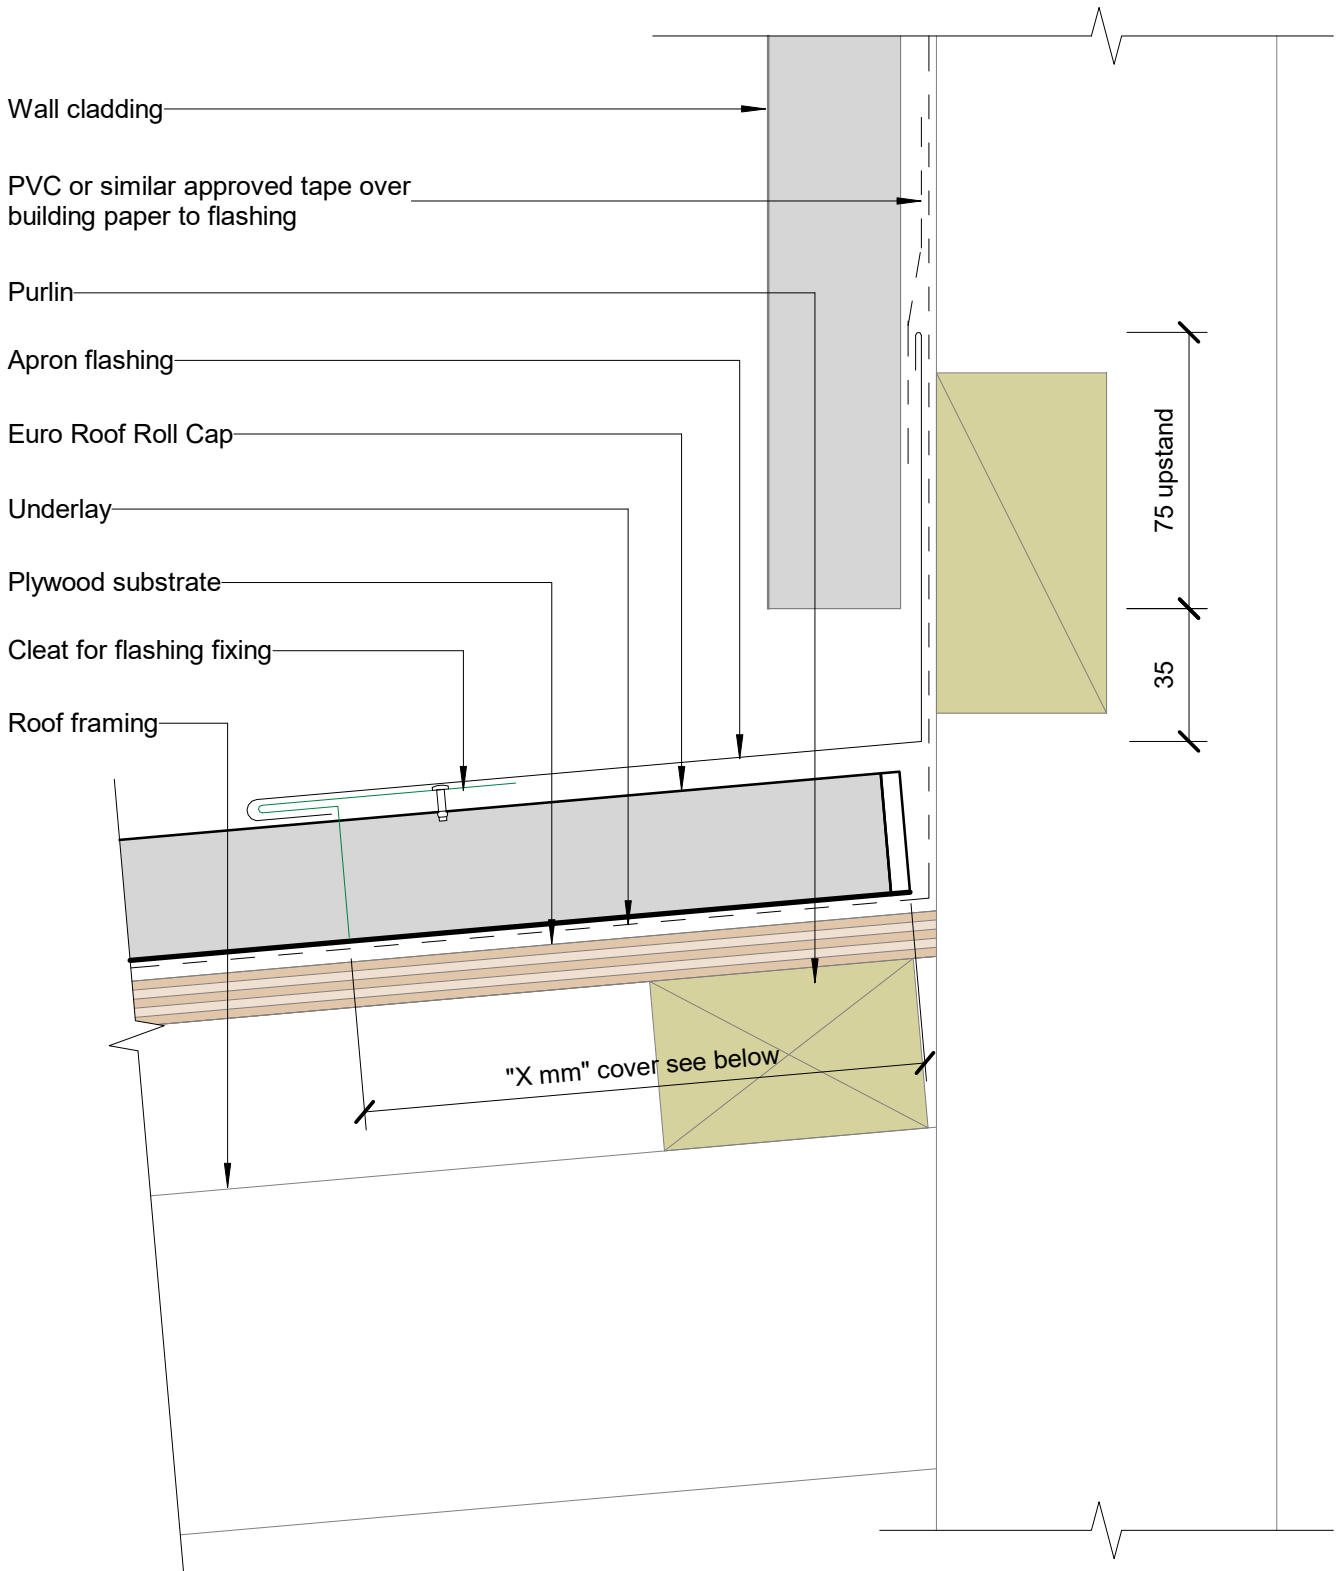 Wall cladding
PVC or similar approved tape over
building paper to flashing
Purlin
Apron flashing
Euro Roof Roll Cap
Underlay
Plywood substrate
Cleat for flashing fixing
Roof framing
75 upstand
35
"X mm" cover see below